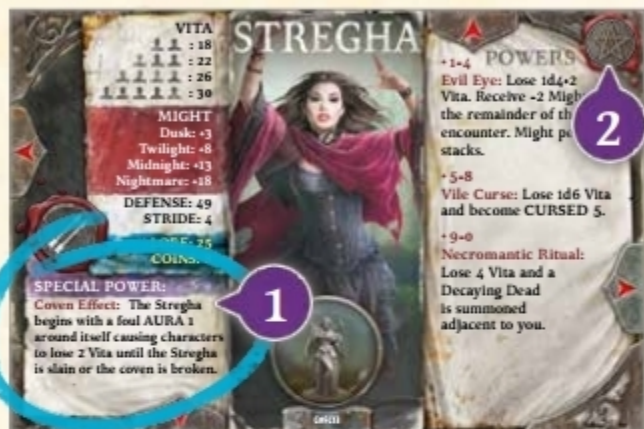 VITA
: 18
: 22
: 26
: 30
MIGHT
Dusk: +3
Twilight: +8
Midnight: +13
Nightmare: +18
DEFENSE: 49
STRIDE: 4
25
COINS:
SPECIAL POWER:
Coven Effect: The Stregha
begins with a foul AURA 1
around itself causing characters
to lose 2 Vita until the Stregha
is slain or the coven is broken.
1
STREGHA
POWERS
• 1-4
Evil Eye: Lose 1d4+2
Vita. Receive -2 Might
the remainder of
encounter. Might
stacks.
• 5-8
Vile Curse: Lose 1d6 Vita
and become CURSED 5.
• 9-0
Necromantic Ritual:
Lose 4 Vita and a
Decaying Dead
is summoned
adjacent to you.
2